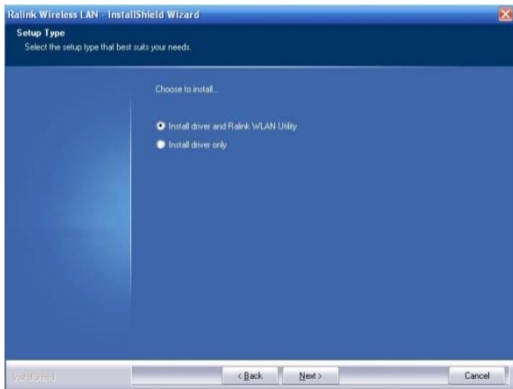 Ralink Wireless LAN - InstallShield Wizard
Setup Type
Select the setup type that best suits your needs.
Choose to install...
Install driver and Ralink WLAN Utility
Install driver only
InstallShield
< Back
Next >
Cancel